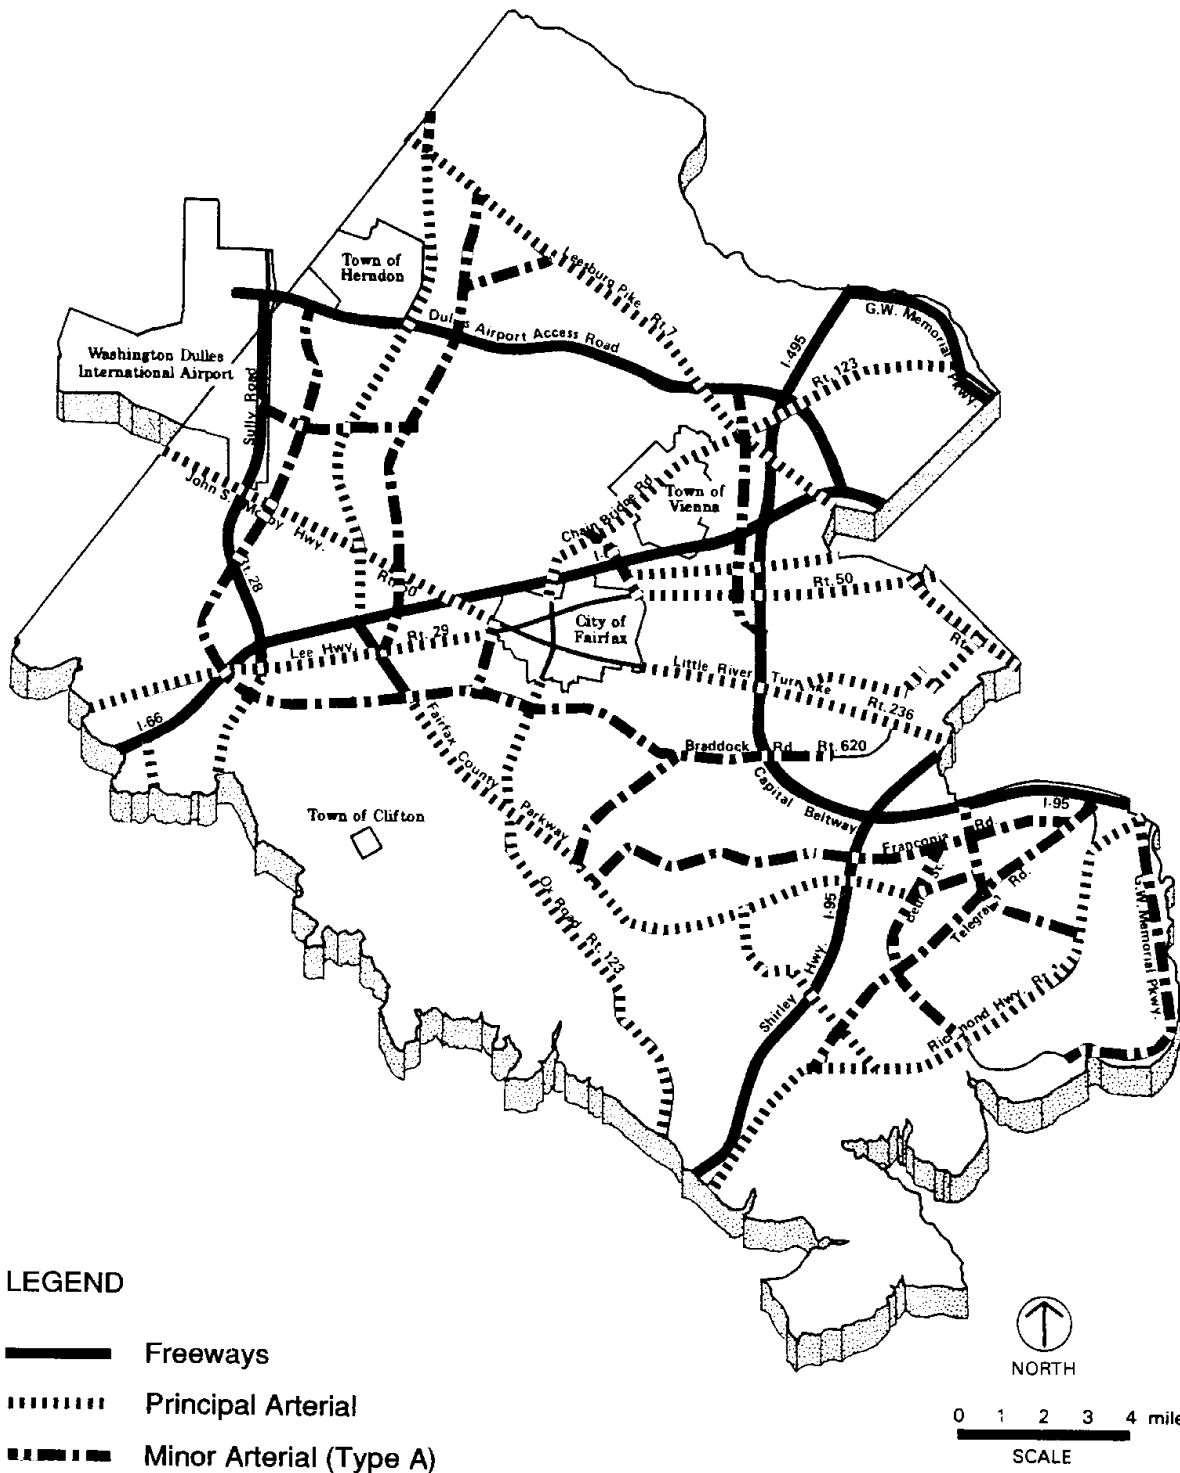 Town of
Herndon
Leesburg Pike Rt. 7
Dulles Airport Access Road
G.W. Memorial Pkwy.
I-495
Rt. 123
Washington Dulles
International Airport
Sully Road
John S. Mosby Hwy.
Chain Bridge Rd.
Town of
Vienna
Rt. 28
Rt. 50
Rt. 50
City of
Fairfax
Lee Hwy. Rt. 29
Little River Turnpike Rt. 236
I-66
Fairfax County Parkway
Braddock Rd. Rt. 620
Capital Beltway
I-95
Town of Clifton
Franconia Rd.
Telegraph Rd.
Ox Road Rt. 123
I-95
Shirley Hwy.
Richmond Hwy. Rt. 1
G.W. Memorial Pkwy.
LEGEND
Freeways
Principal Arterial
Minor Arterial (Type A)
NORTH
0 1 2 3 4 mile
SCALE